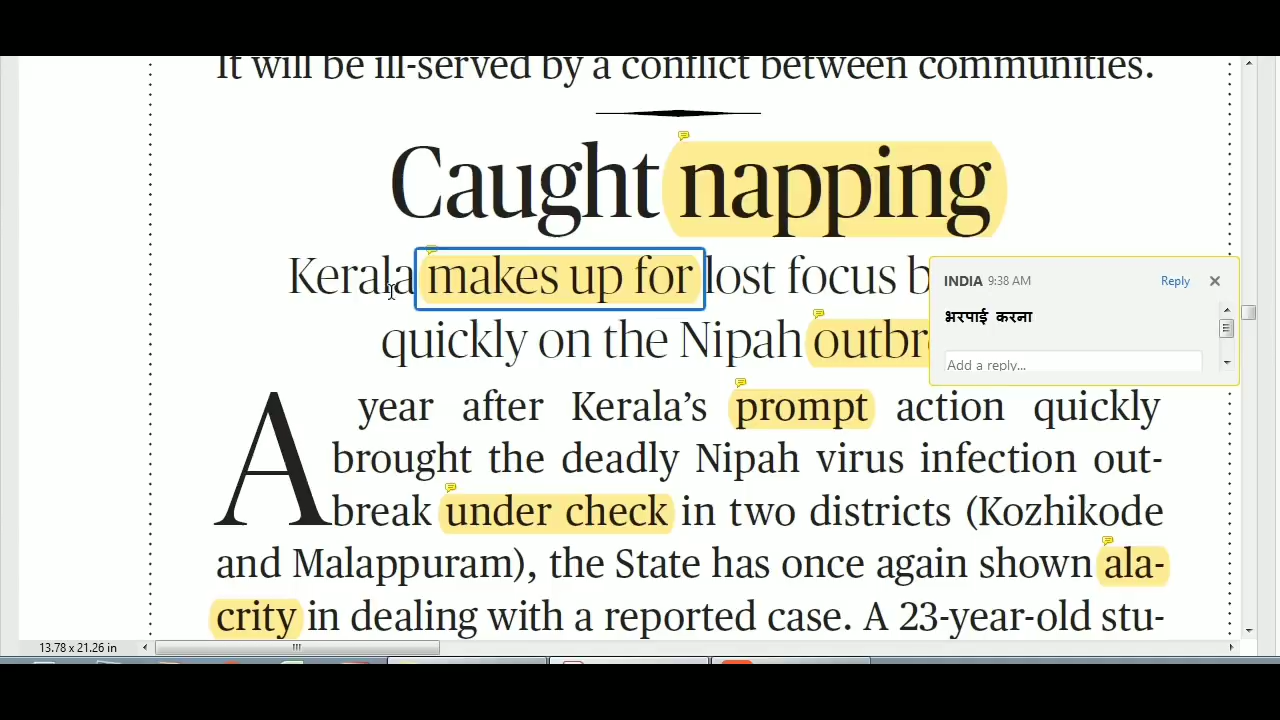 It will be ill-served by a conflict between communities.
Caught napping
Kerala makes up for lost focus b
quickly on the Nipah outbr
INDIA 9:38 AM Reply
भरपाई करना
Add a reply...
A year after Kerala’s prompt action quickly
brought the deadly Nipah virus infection out-
break under check in two districts (Kozhikode
and Malappuram), the State has once again shown ala-
crity in dealing with a reported case. A 23-year-old stu-
13.78 x 21.26 in